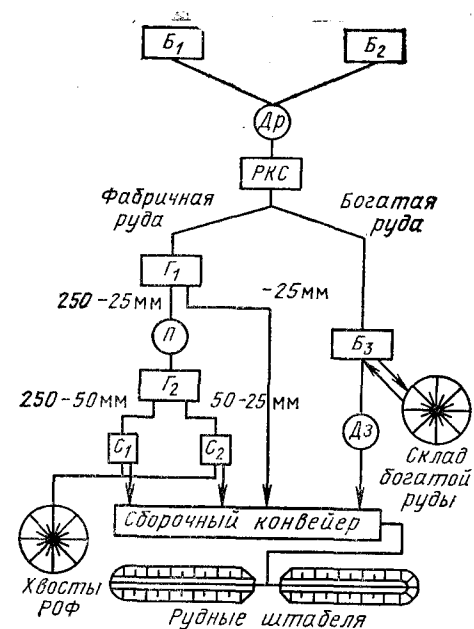 Б1
Б2
Др
РКС
Фабричная
руда
Богатая
руда
Г1
250-25мм
-25мм
П
Б3
Г2
250-50мм
50-25мм
С1
С2
Дз
Склад
богатой
руды
Сборочный конвейер
Хвосты
РОФ
Рудные штабеля